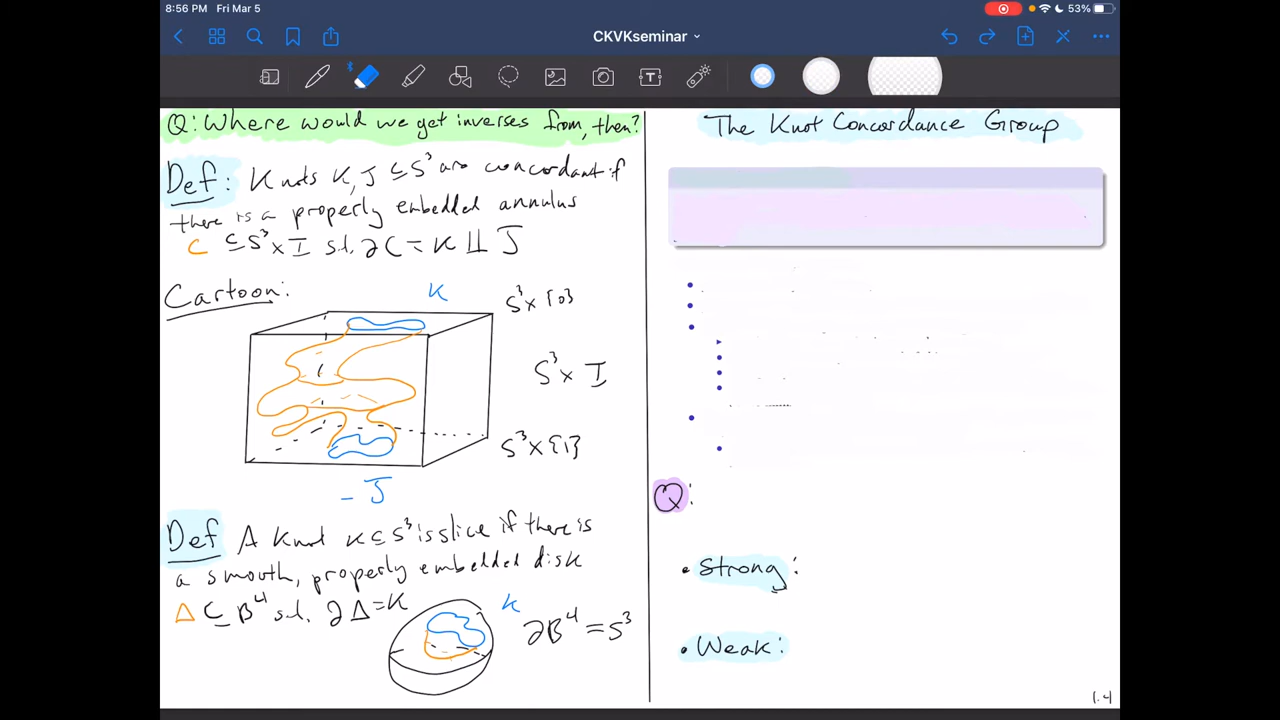 8:56 PM Fri Mar 5
53%
CKVKseminar
Q: Where would we get inverses from, then?
Def: Knots K, J ⊆ S³ are concordant if
there is a properly embedded annulus
C ⊆ S³ × I s.t. ∂C = K ⊔ J
Cartoon:
K
S³ × {0}
S³ × I
S³ × {1}
- J
Def A knot K ⊆ S³ is slice if there is
a smooth, properly embedded disk
Δ ⊆ B⁴ s.t. ∂Δ = K
K
∂B⁴ = S³
The Knot Concordance Group
Q:
• Strong:
• Weak:
1.4